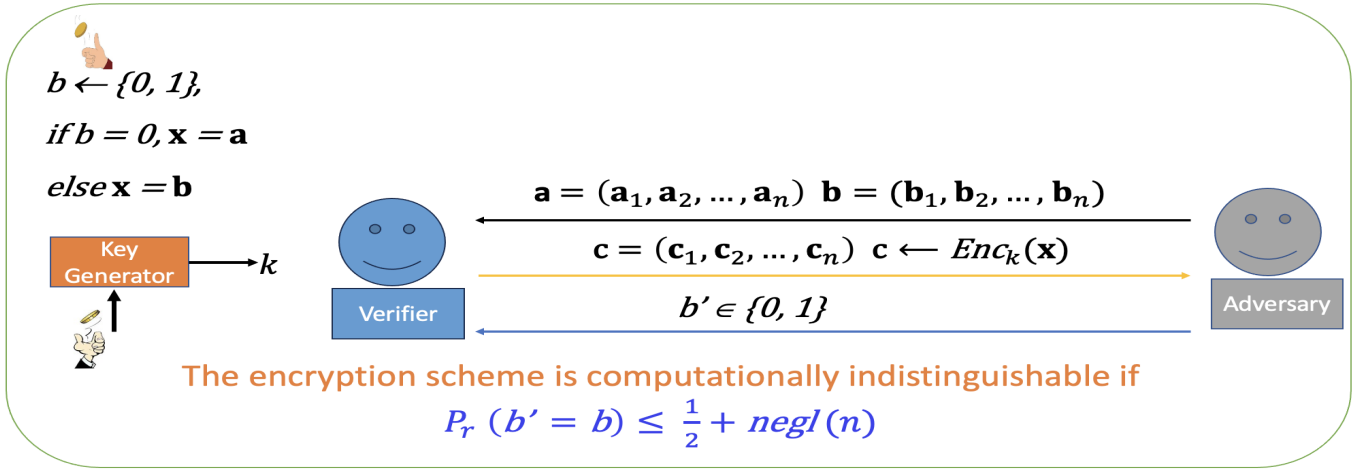 b ← {0, 1},
if b = 0, x = a
else x = b
Key
Generator
k
Verifier
a = (a₁, a₂, ... , aₙ) b = (b₁, b₂, ... , bₙ)
c = (c₁, c₂, ... , cₙ) c ← Encₖ(x)
b' ∈ {0, 1}
Adversary
The encryption scheme is computationally indistinguishable if
Pᵣ (b' = b) ≤ 1/2 + negl(n)